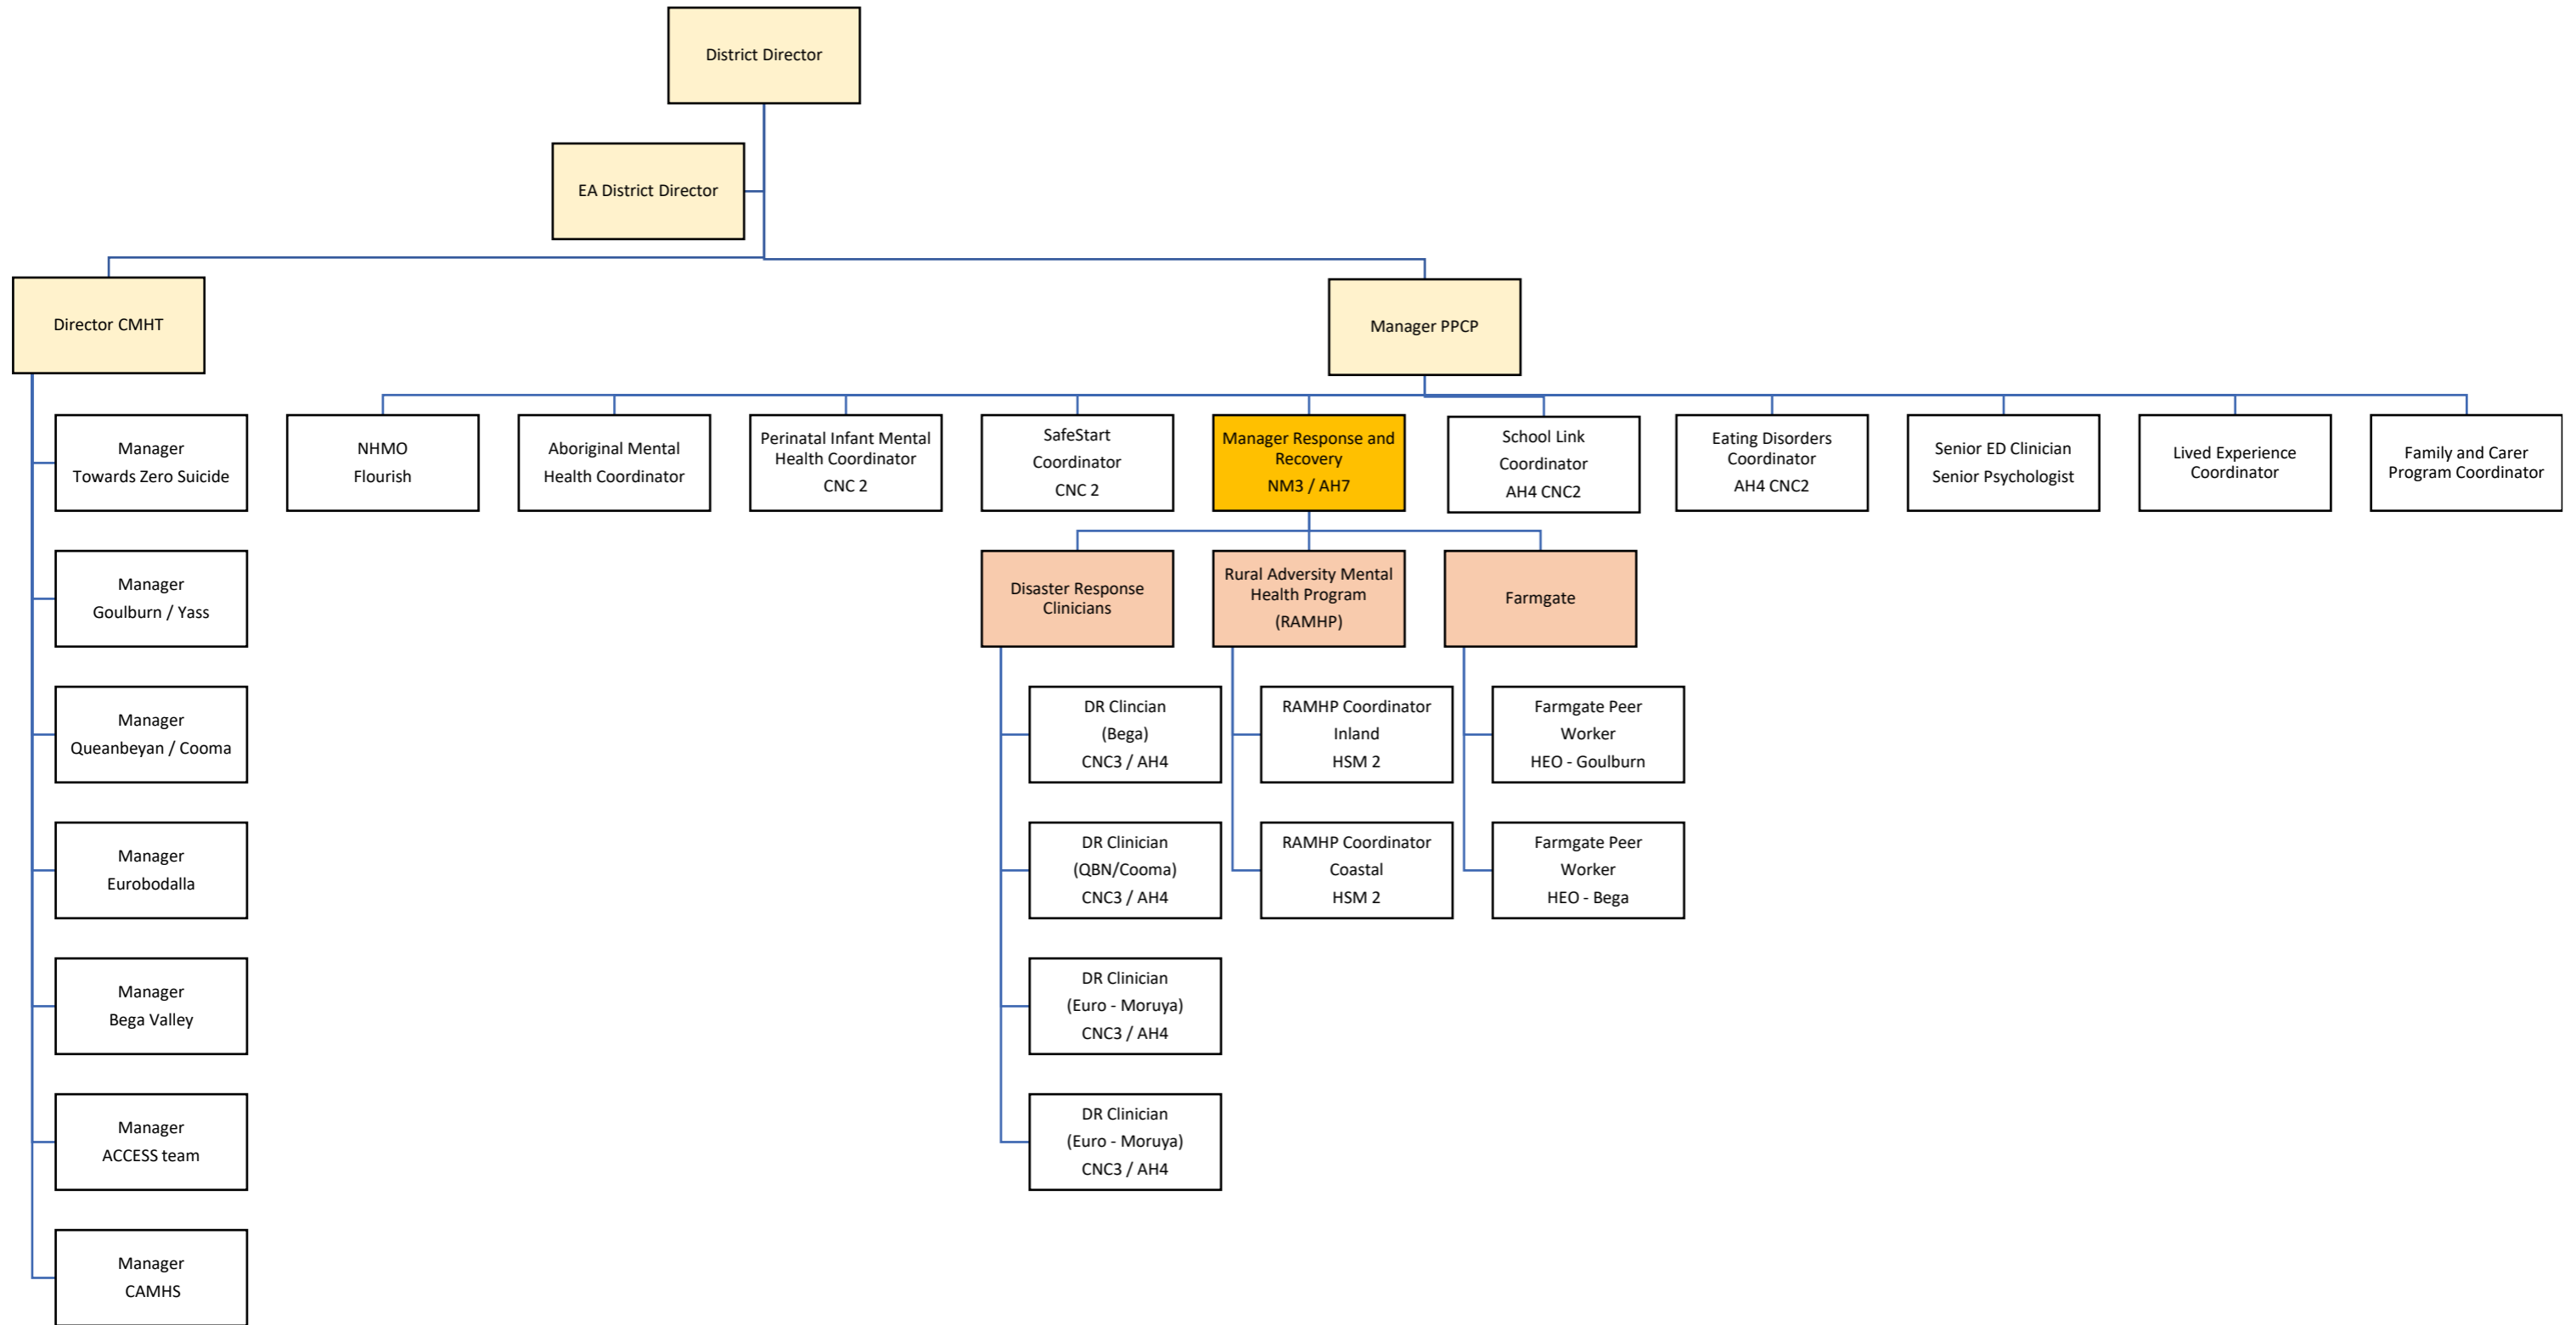 District Director
EA District Director
Director CMHT
Manager PPCP
Manager
Towards Zero Suicide
NHMO
Flourish
Aboriginal Mental
Health Coordinator
Perinatal Infant Mental
Health Coordinator
CNC 2
SafeStart
Coordinator
CNC 2
Manager Response and
Recovery
NM3 / AH7
School Link
Coordinator
AH4 CNC2
Eating Disorders
Coordinator
AH4 CNC2
Senior ED Clinician
Senior Psychologist
Lived Experience
Coordinator
Family and Carer
Program Coordinator
Manager
Goulburn / Yass
Disaster Response
Clinicians
Rural Adversity Mental
Health Program
(RAMHP)
Farmgate
Manager
Queanbeyan / Cooma
DR Clincian
(Bega)
CNC3 / AH4
RAMHP Coordinator
Inland
HSM 2
Farmgate Peer
Worker
HEO - Goulburn
Manager
Eurobodalla
DR Clinician
(QBN/Cooma)
CNC3 / AH4
RAMHP Coordinator
Coastal
HSM 2
Farmgate Peer
Worker
HEO - Bega
Manager
Bega Valley
DR Clinician
(Euro - Moruya)
CNC3 / AH4
Manager
ACCESS team
DR Clinician
(Euro - Moruya)
CNC3 / AH4
Manager
CAMHS